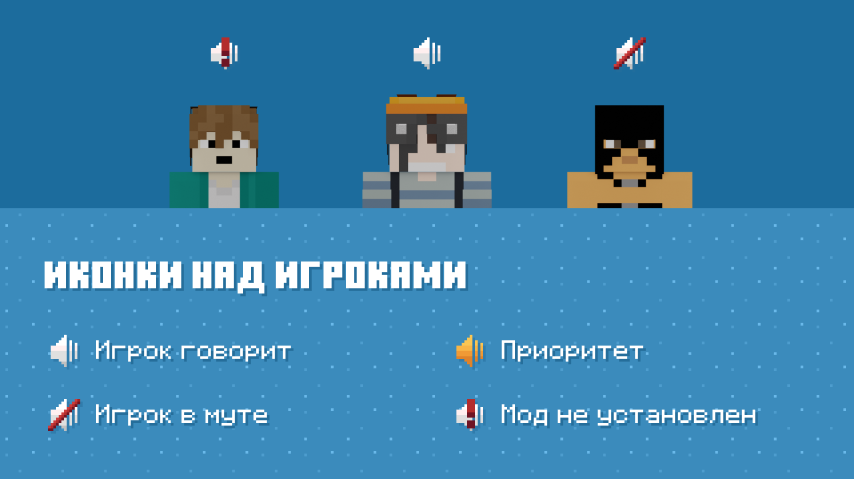 ИКОНКИ НАД ИГРОКАМИ
Игрок говорит
Приоритет
Игрок в муте
Мод не установлен